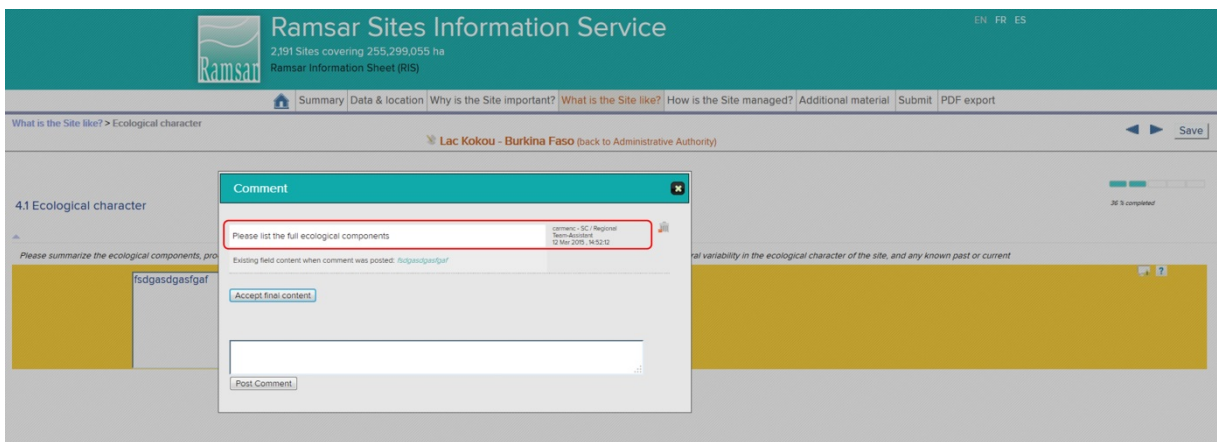 Ramsar Sites Information Service
EN FR ES
2,191 Sites covering 255,299,055 ha
Ramsar
Ramsar Information Sheet (RIS)
Summary Data & location Why is the Site important? What is the Site like? How is the Site managed? Additional material Submit PDF export
What is the Site like? > Ecological character
Lac Kokou - Burkina Faso (back to Administrative Authority)
Save
Comment
4.1 Ecological character
36 % completed
Please list the full ecological components
carmenc - SC / Regional
Team-Assistant
12 Mar 2015, 14:52:12
Please summarize the ecological components, pro
Existing field content when comment was posted: fsdgasdgasfgaf
ral variability in the ecological character of the site, and any known past or current
fsdgasdgasfgaf
?
Accept final content
Post Comment